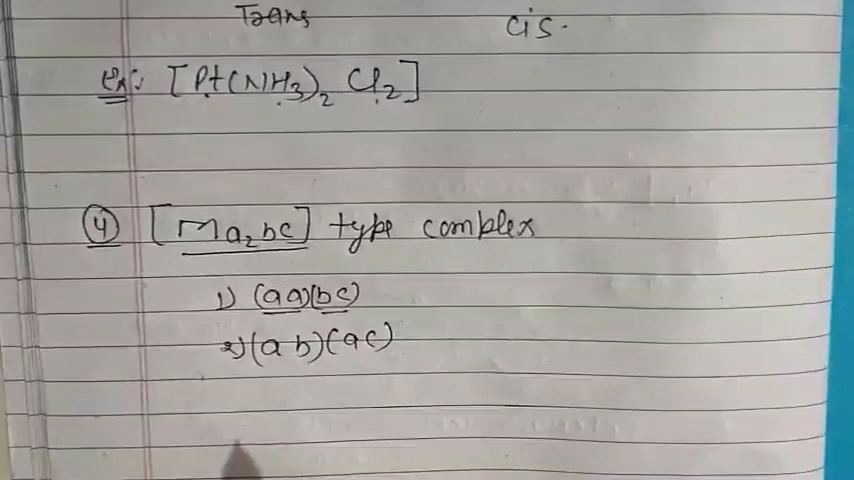 Trans cis.
ex: [Pt(NH3)2 Cl2]
4 [Ma2bc] type complex
1) (aa)(bc)
2) (ab)(ac)